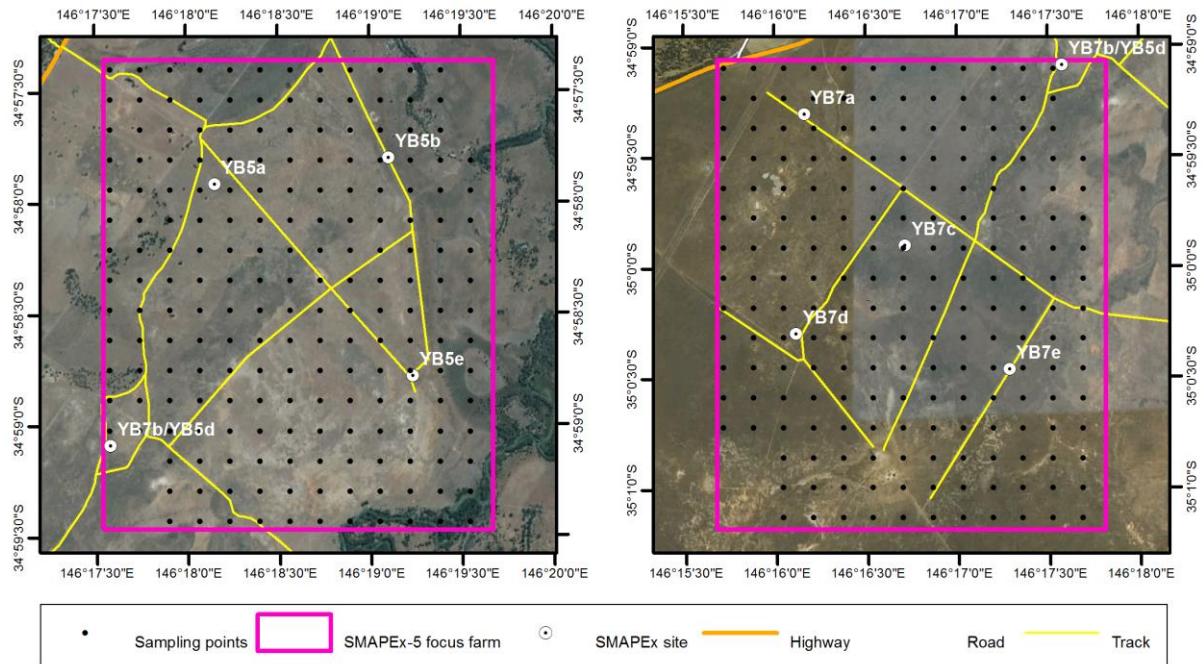 146°17'30"E 146°18'0"E 146°18'30"E 146°19'0"E 146°19'30"E 146°20'0"E
146°15'30"E 146°16'0"E 146°16'30"E 146°17'0"E 146°17'30"E 146°18'0"E
34°57'30"S
34°58'0"S
34°58'30"S
34°59'0"S
34°59'30"S
34°57'30"S
34°58'0"S
34°58'30"S
34°59'0"S
34°59'30"S
YB5a
YB5b
YB5e
YB7b/YB5d
34°59'0"S
34°59'30"S
35°0'0"S
35°0'30"S
35°1'0"S
34°59'0"S
34°59'30"S
35°0'0"S
35°0'30"S
35°1'0"S
YB7b/YB5d
YB7a
YB7c
YB7d
YB7e
146°17'30"E 146°18'0"E 146°18'30"E 146°19'0"E 146°19'30"E 146°20'0"E
146°15'30"E 146°16'0"E 146°16'30"E 146°17'0"E 146°17'30"E 146°18'0"E
Sampling points SMAPEx-5 focus farm SMAPEx site Highway Road Track